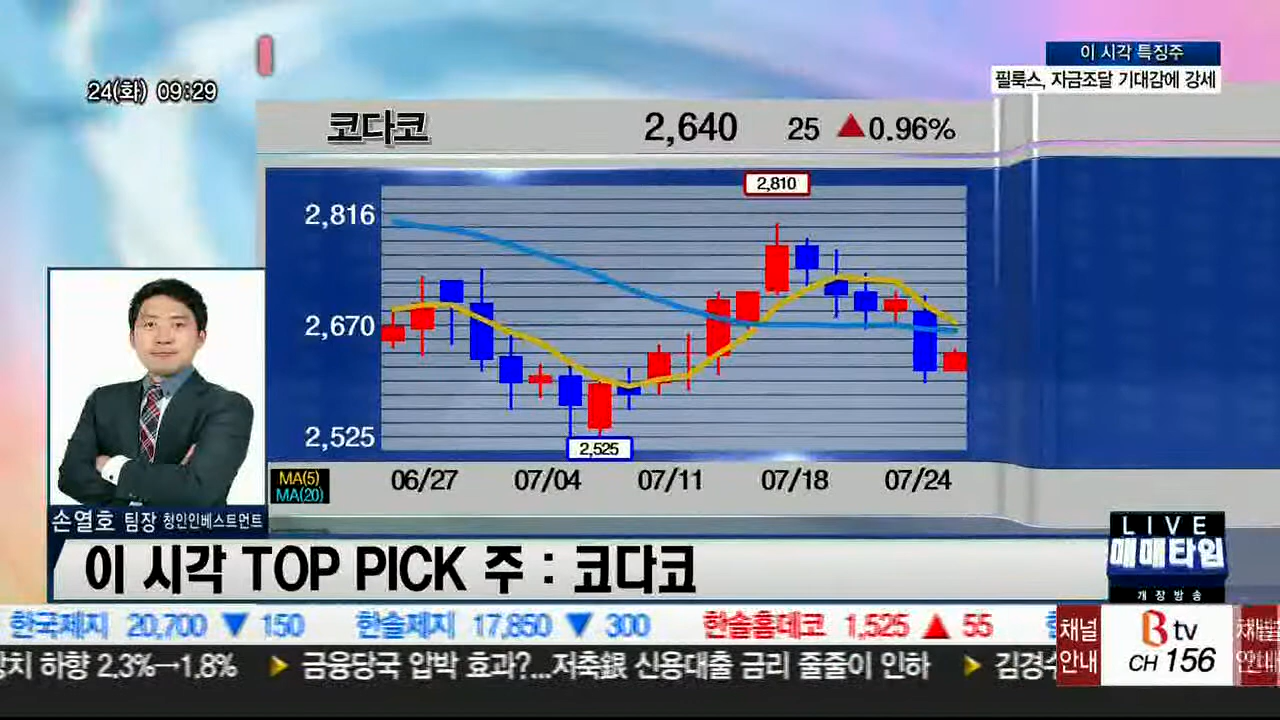 24(화) 09:29
이 시각 특징주
필룩스, 자금조달 기대감에 강세
코다코 2,640 25 ▲0.96%
2,810
2,816
2,670
2,525
2,525
06/27 07/04 07/11 07/18 07/24
MA(5)
MA(20)
손열호 팀장 청인인베스트먼트
이 시각 TOP PICK 주 : 코다코
LIVE
매매타임
개장방송
한국제지 20,700 ▼ 150 한솔제지 17,850 ▼ 300 한솔홈데코 1,525 ▲ 55
하향 2.3%→1.8% ▶ 금융당국 압박 효과?...저축銀 신용대출 금리 줄줄이 인하 ▶ 김경
채널
안내
B tv
CH 156
채널
안내